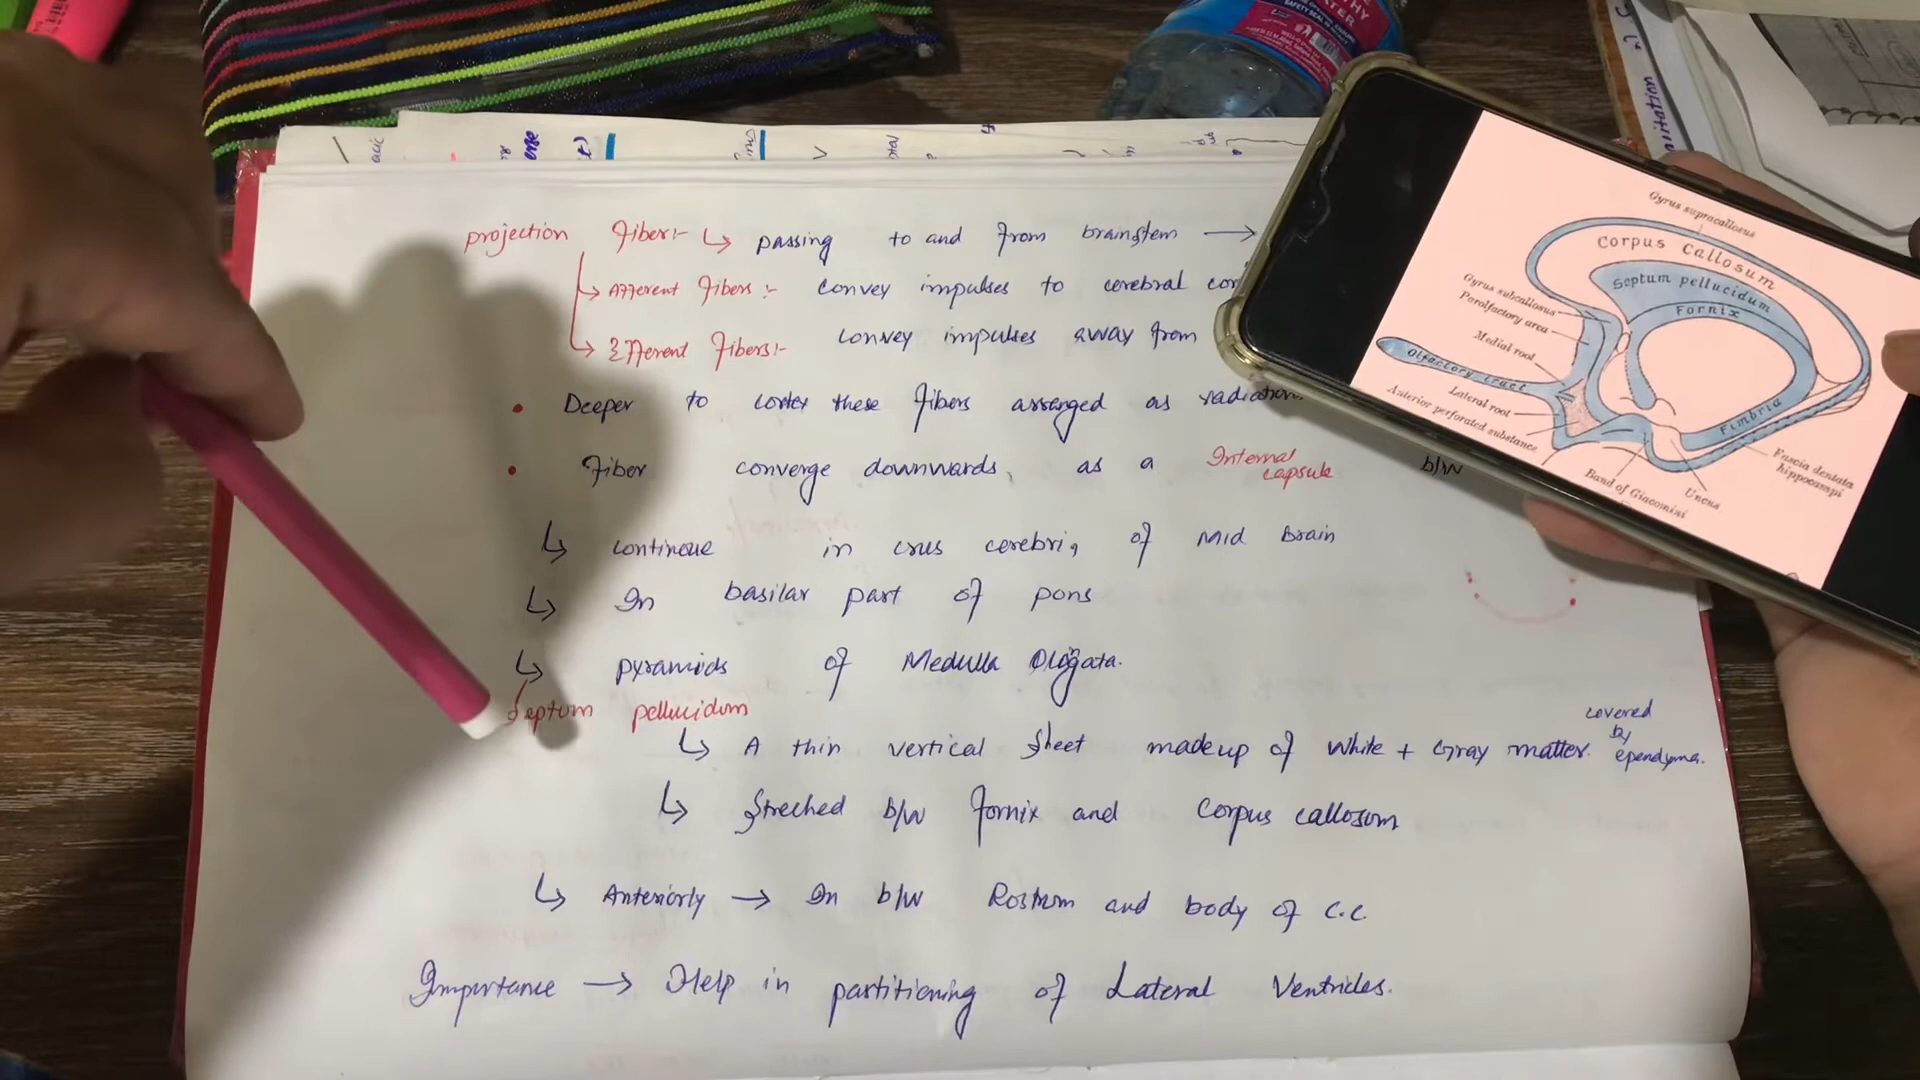 projection Fiber:- ↳ passing to and from brainstem →
↳ Afferent Fibers :- convey impulses to cerebral cor
↳ Efferent Fibers:- convey impulses away from
• Deeper to cortex these fibers arranged as radiation
• Fiber converge downwards, as a Internal capsule b/w
↳ continoue in crus cerebri, of Mid Brain
↳ In basilar part of pons
↳ pyramids of Medulla
Septum pellucidum
↳ A thin vertical sheet madeup of White + Gray matter. covered by ependyma.
↳ Streched b/w Fornix and Corpus callosum
↳ Anteriorly → In b/w Rostrum and body of C.C.
Importance → Help in partitioning of Lateral Ventricles.
Gyrus supracallosus
Corpus Callosum
Septum pellucidum
Fornix
Gyrus subcallosus
Parolfactory area
Medial root
Olfactory tract
Lateral root
Anterior perforated substance
Fimbria
Fascia dentata hippocampi
Uncus
Band of Giacomini
WATER